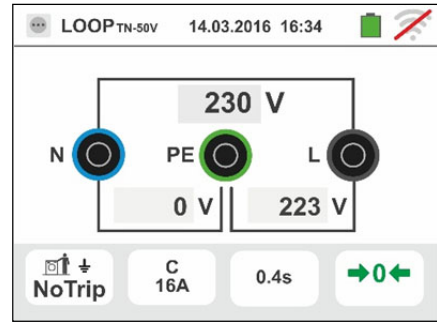 LOOP TN-50V 14.03.2016 16:34
230 V
N PE L
0 V 223 V
NoTrip C 16A 0.4s →0←